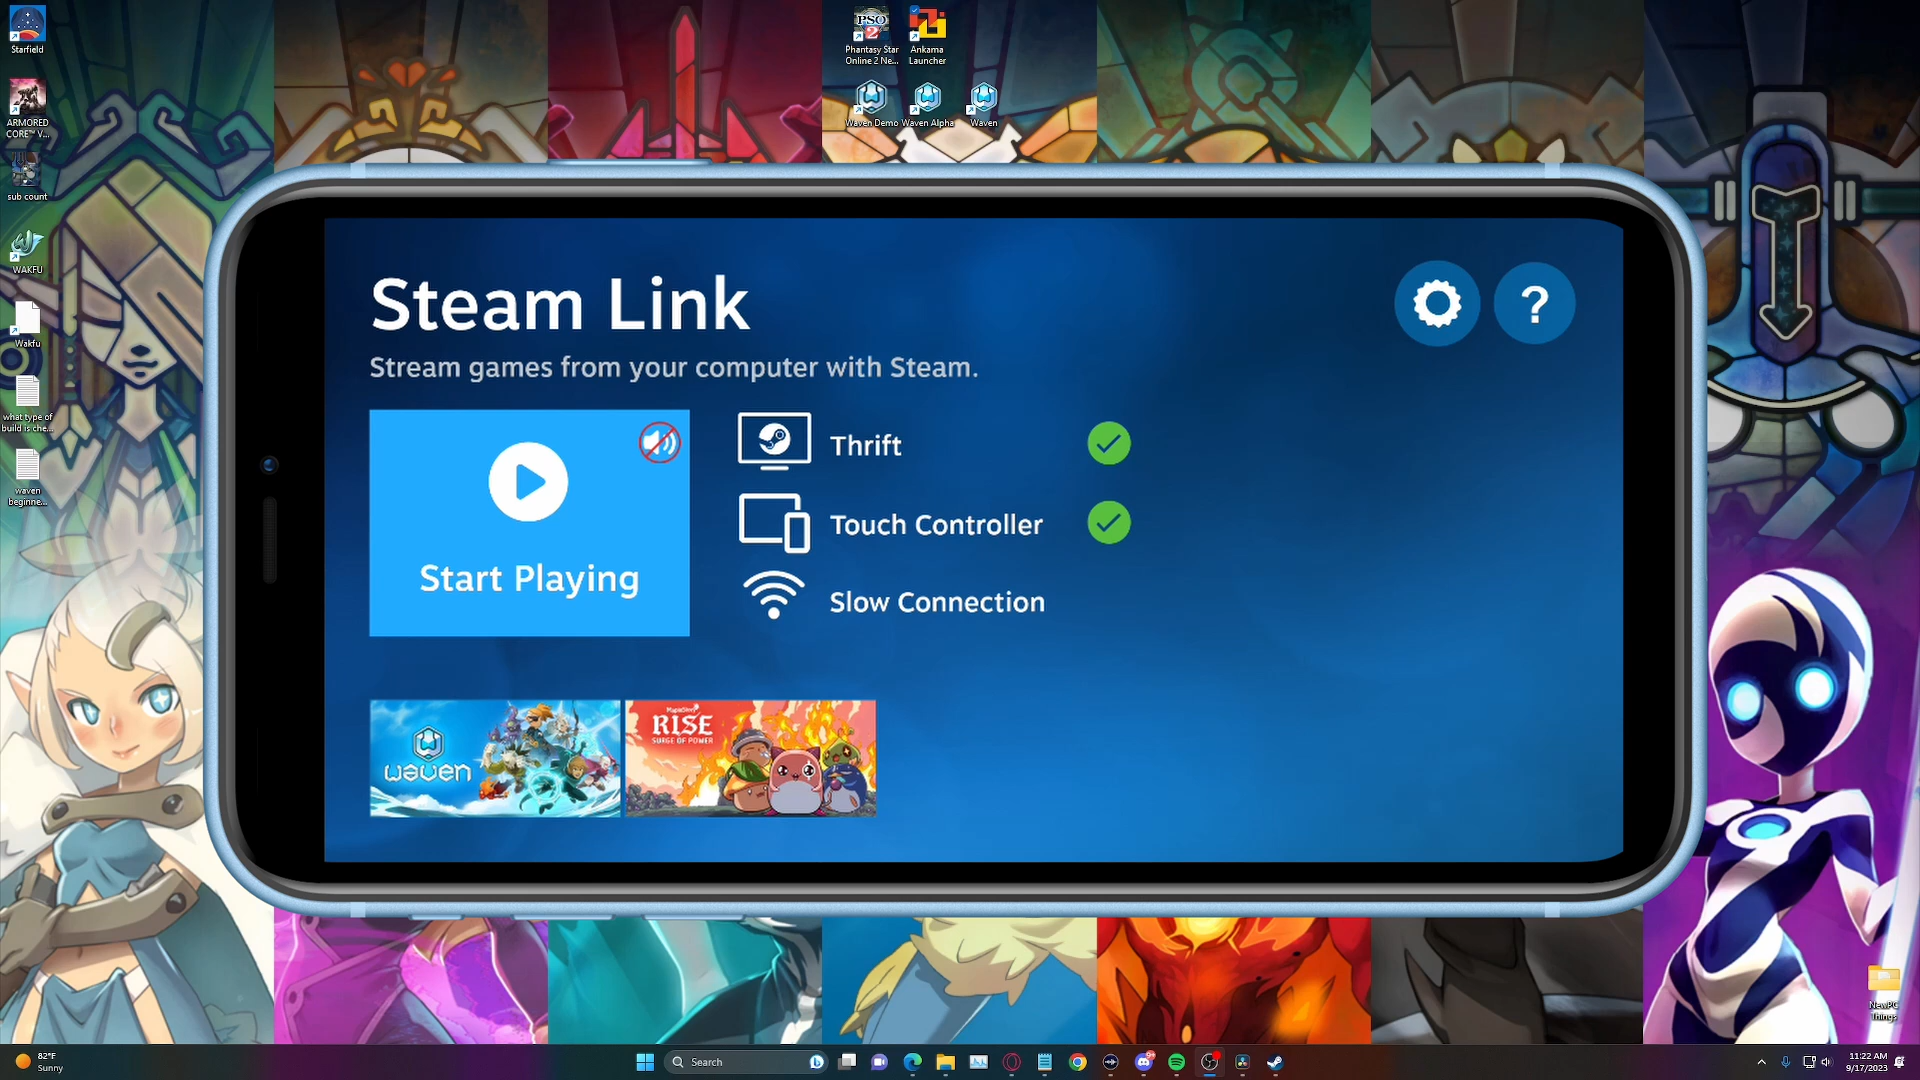 Starfield
ARMORED
CORE™ V...
sub count
WAKFU
Wakfu
what type of
build is che...
waven
beginne...
PSO
2
Phantasy Star
Online 2 Ne...
Ankama
Launcher
Waven Demo
Waven Alpha
Waven
Steam Link
?
Stream games from your computer with Steam.
Start Playing
Thrift
Touch Controller
Slow Connection
waven
MapleStory
RISE
SURGE OF POWER
NewPC
Things
82°F
Sunny
Search
11:22 AM
9/17/2023